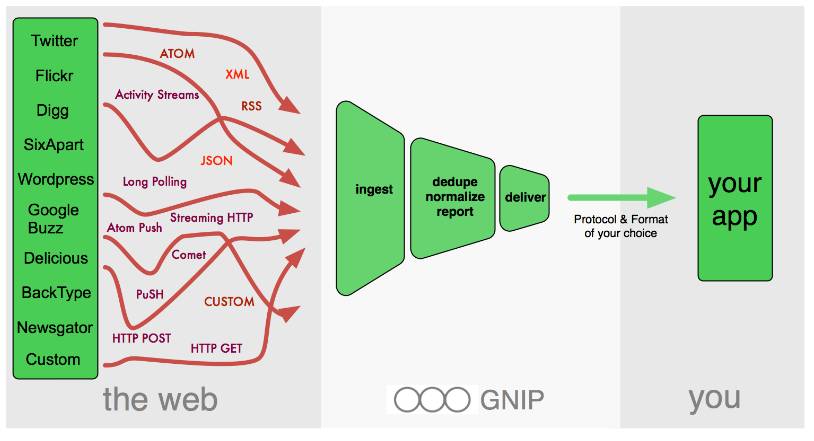 Twitter
Flickr
Digg
SixApart
Wordpress
Google
Buzz
Delicious
BackType
Newsgator
Custom
ATOM
XML
Activity Streams
RSS
JSON
Long Polling
Streaming HTTP
Atom Push
Comet
PuSH
CUSTOM
HTTP POST
HTTP GET
the web
ingest
dedupe
normalize
report
deliver
GNIP
Protocol & Format
of your choice
your
app
you